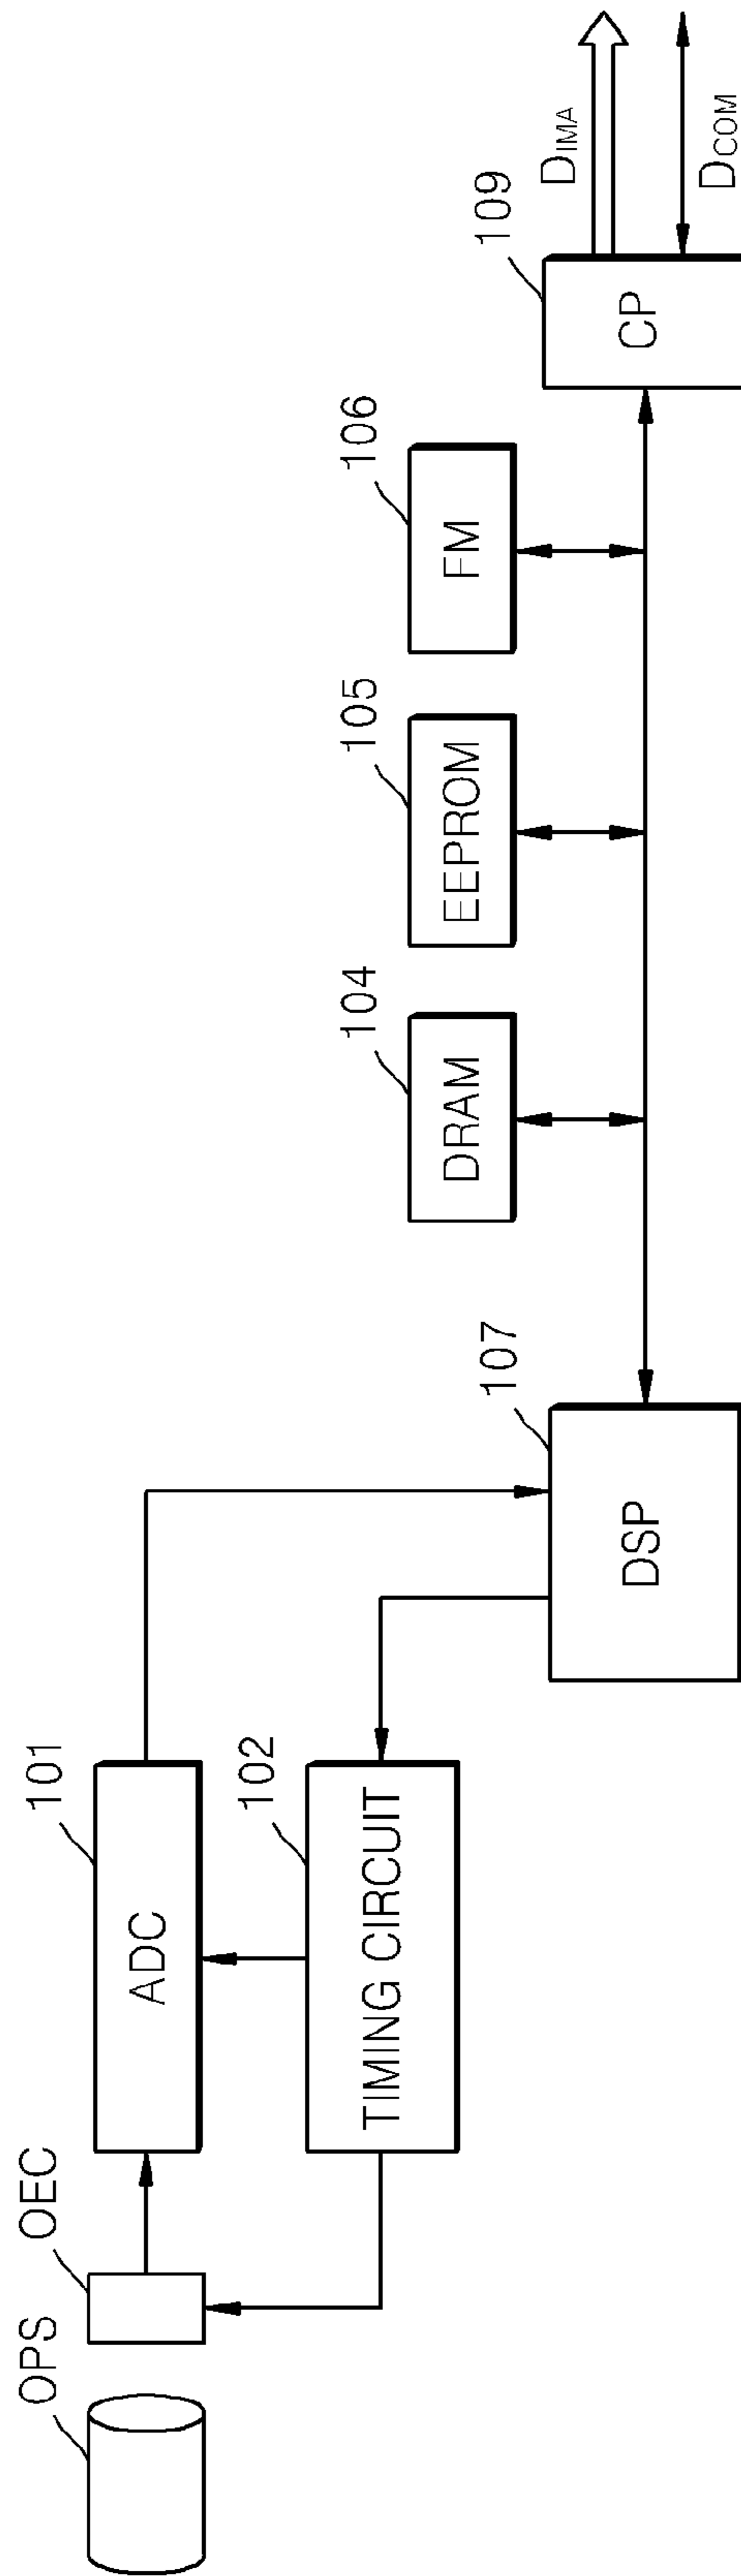 OPS
OEC
101
ADC
102
TIMING CIRCUIT
107
DSP
104
DRAM
105
EEPROM
106
FM
109
CP
DIMA
DCOM